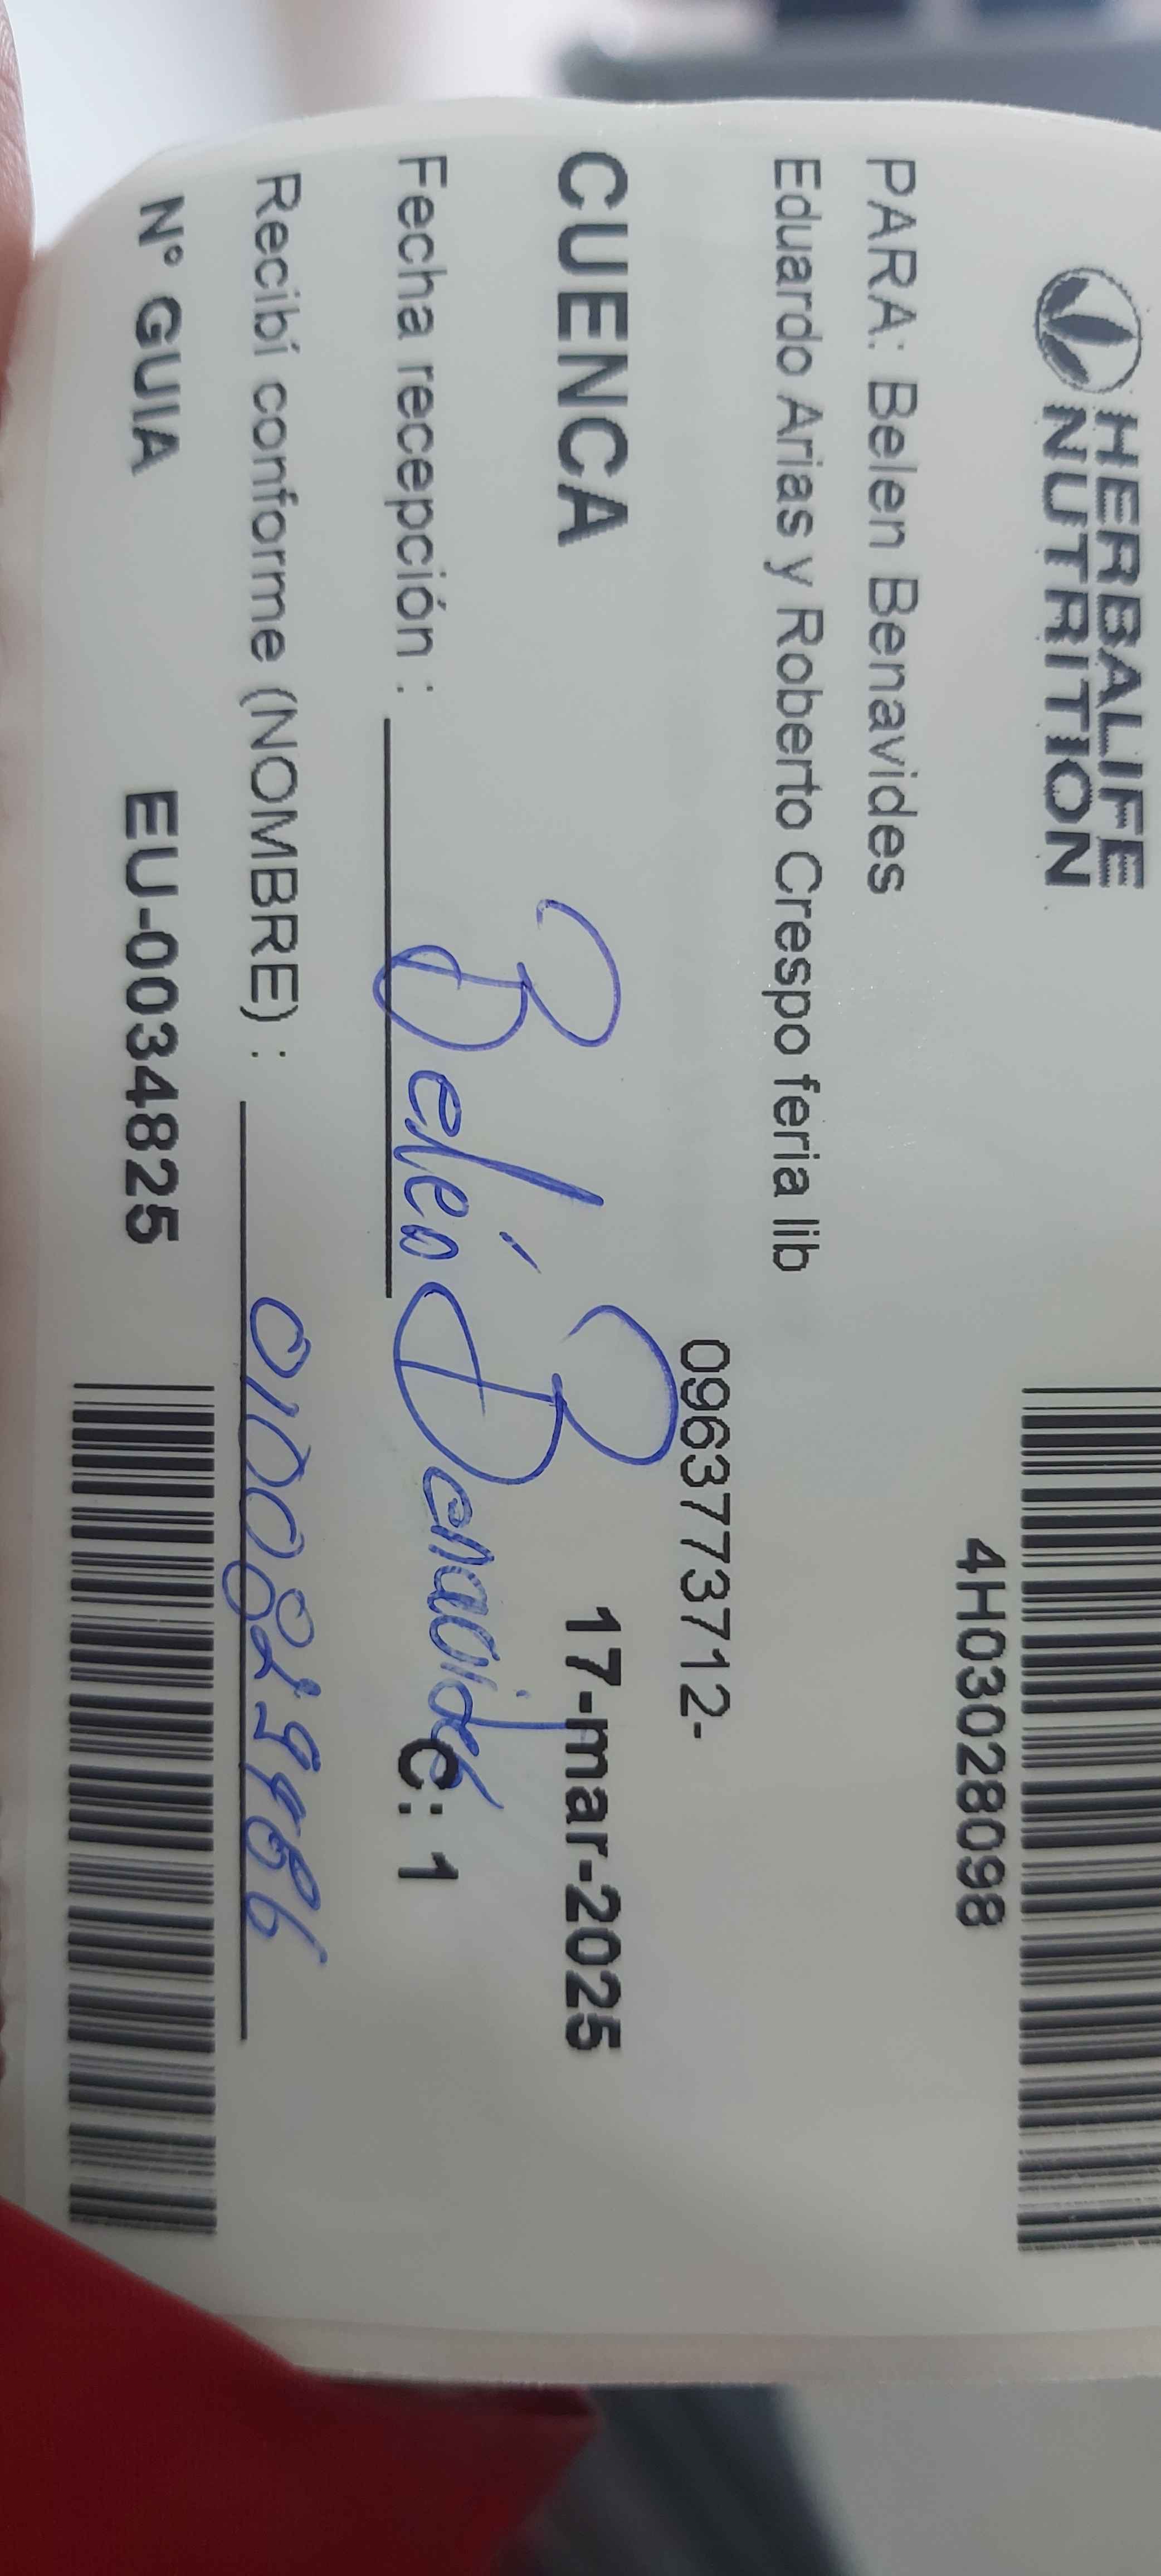 HERBALIFE
NUTRITION
4H03028098
PARA: Belen Benavides
Eduardo Arias y Roberto Crespo feria lib
0963773712-
CUENCA 17-mar-2025
Fecha recepción : Belén Benavides C: 1
Recibí conforme (NOMBRE) :
N° GUIA EU-0034825